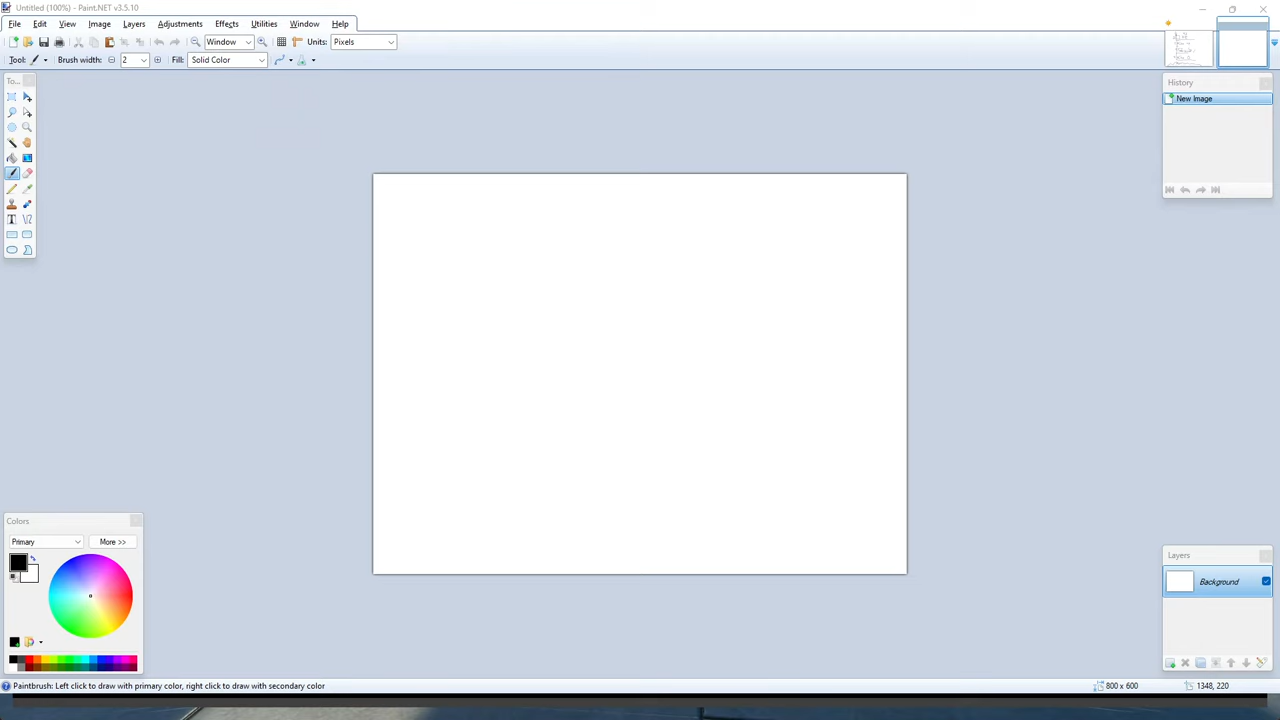 Untitled (100%) - Paint.NET v3.5.10
File Edit View Image Layers Adjustments Effects Utilities Window Help
Window Units: Pixels
Tool: Brush width: 2 Fill: Solid Color
To...
History
New Image
Colors
Primary More >>
Layers
Background
Paintbrush: Left click to draw with primary color, right click to draw with secondary color 800 x 600 1348, 220